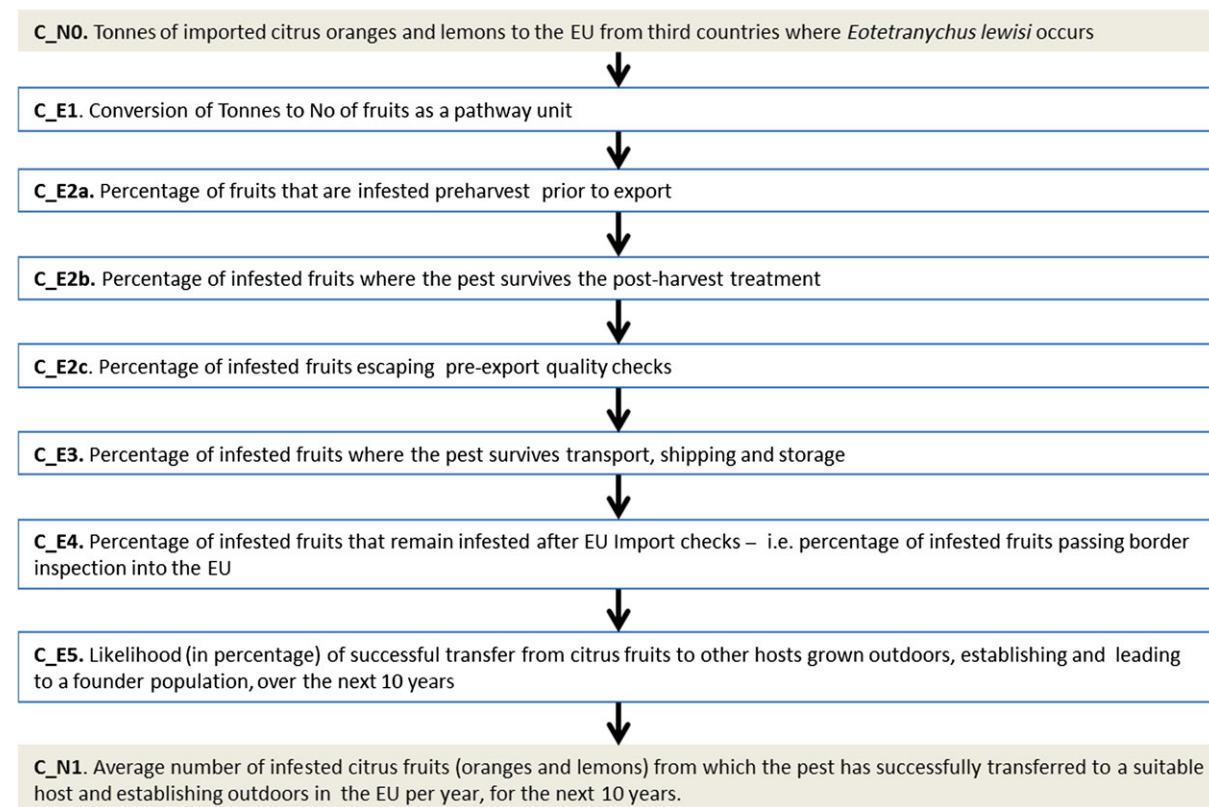 C_N0. Tonnes of imported citrus oranges and lemons to the EU from third countries where Eotetranychus lewisi occurs
C_E1. Conversion of Tonnes to No of fruits as a pathway unit
C_E2a. Percentage of fruits that are infested preharvest prior to export
C_E2b. Percentage of infested fruits where the pest survives the post-harvest treatment
C_E2c. Percentage of infested fruits escaping pre-export quality checks
C_E3. Percentage of infested fruits where the pest survives transport, shipping and storage
C_E4. Percentage of infested fruits that remain infested after EU Import checks – i.e. percentage of infested fruits passing border
inspection into the EU
C_E5. Likelihood (in percentage) of successful transfer from citrus fruits to other hosts grown outdoors, establishing and leading
to a founder population, over the next 10 years
C_N1. Average number of infested citrus fruits (oranges and lemons) from which the pest has successfully transferred to a suitable
host and establishing outdoors in the EU per year, for the next 10 years.